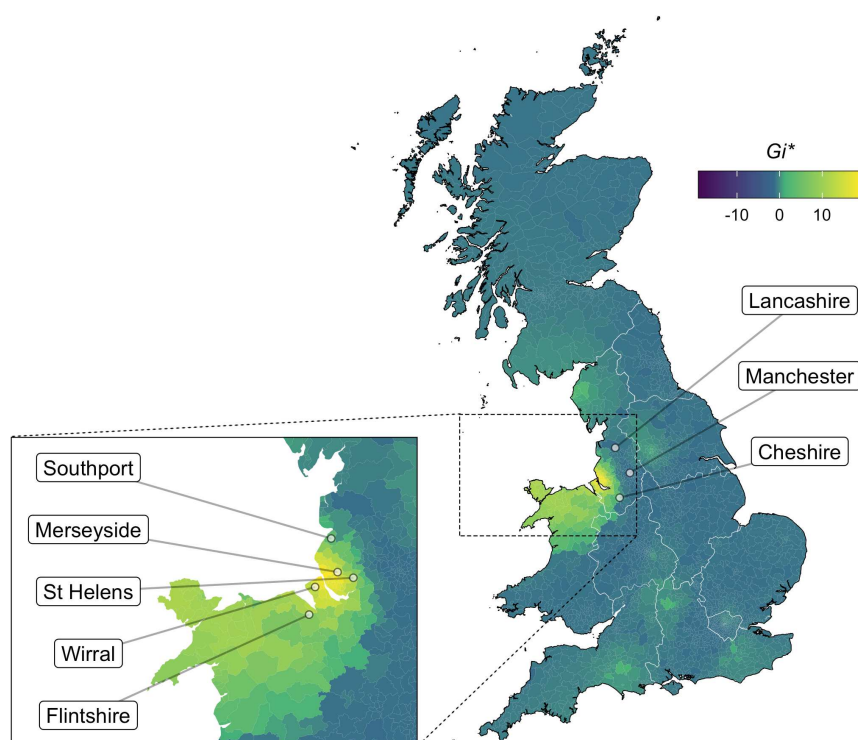 Gi*
-10 0 10
Lancashire
Manchester
Cheshire
Southport
Merseyside
St Helens
Wirral
Flintshire